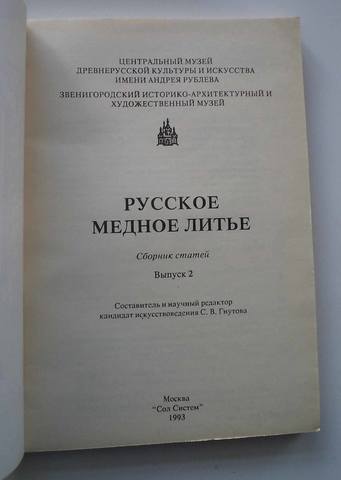 ЦЕНТРАЛЬНЫЙ МУЗЕЙ
ДРЕВНЕРУССКОЙ КУЛЬТУРЫ И ИСКУССТВА
ИМЕНИ АНДРЕЯ РУБЛЕВА
ЗВЕНИГОРОДСКИЙ ИСТОРИКО-АРХИТЕКТУРНЫЙ И
ХУДОЖЕСТВЕННЫЙ МУЗЕЙ
РУССКОЕ
МЕДНОЕ ЛИТЬЕ
Сборник статей
Выпуск 2
Составитель и научный редактор
кандидат искусствоведения С. В. Гнутова
Москва
"Сол Систем"
1993